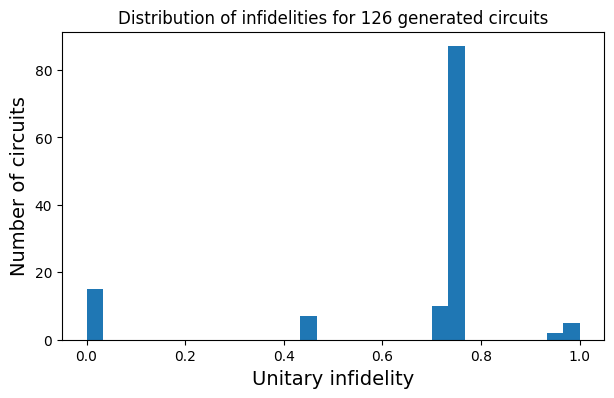 Distribution of infidelities for 126 generated circuits
Number of circuits
80
60
40
20
0
0.0 0.2 0.4 0.6 0.8 1.0
Unitary infidelity